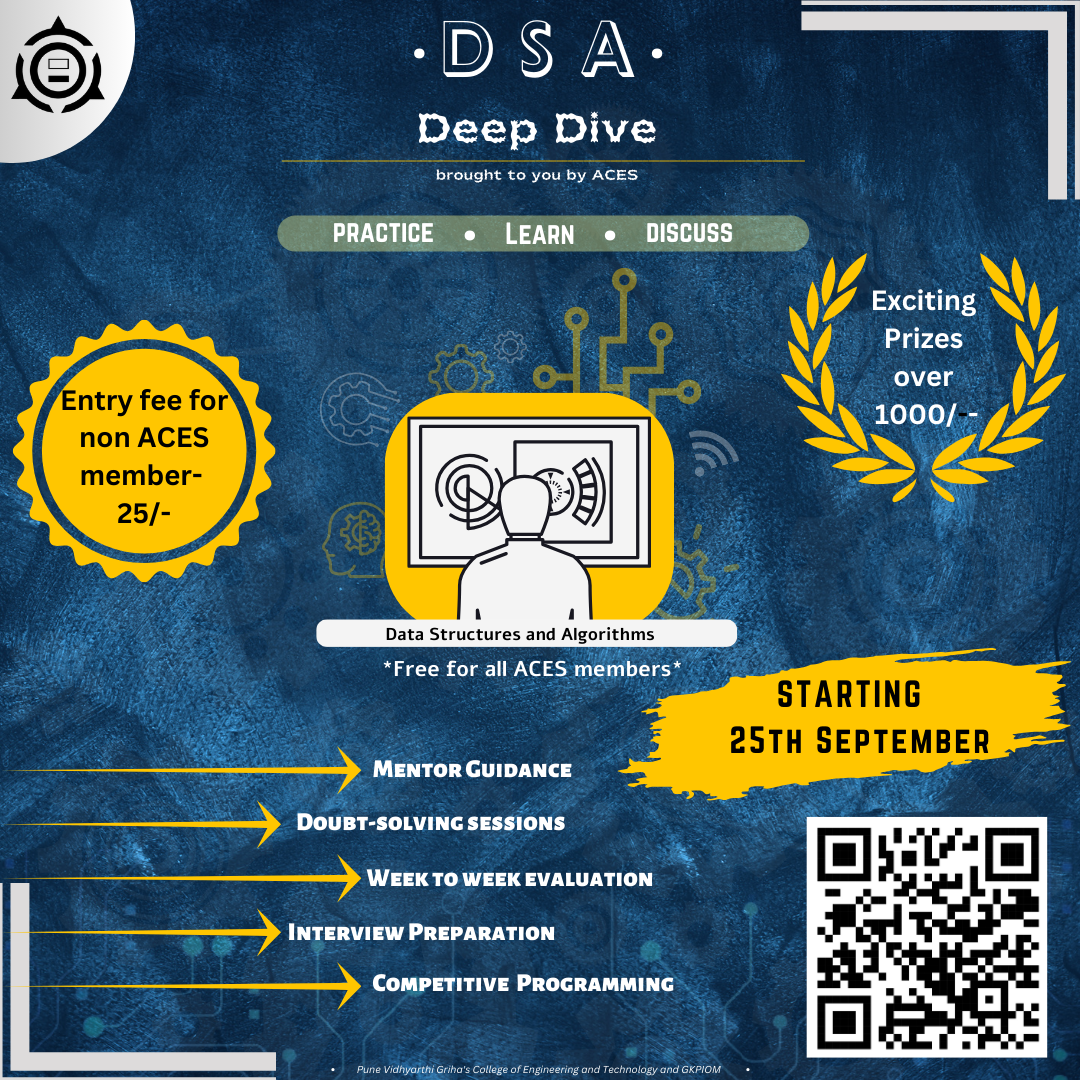 • D S A •
Deep Dive
brought to you by ACES
PRACTICE • LEARN • DISCUSS
Exciting
Prizes
over
1000/--
Entry fee for
non ACES
member-
25/-
Data Structures and Algorithms
*Free for all ACES members*
STARTING
25TH SEPTEMBER
MENTOR GUIDANCE
DOUBT-SOLVING SESSIONS
WEEK TO WEEK EVALUATION
INTERVIEW PREPARATION
COMPETITIVE PROGRAMMING
• Pune Vidhyarthi Griha's College of Engineering and Technology and GKPIOM •